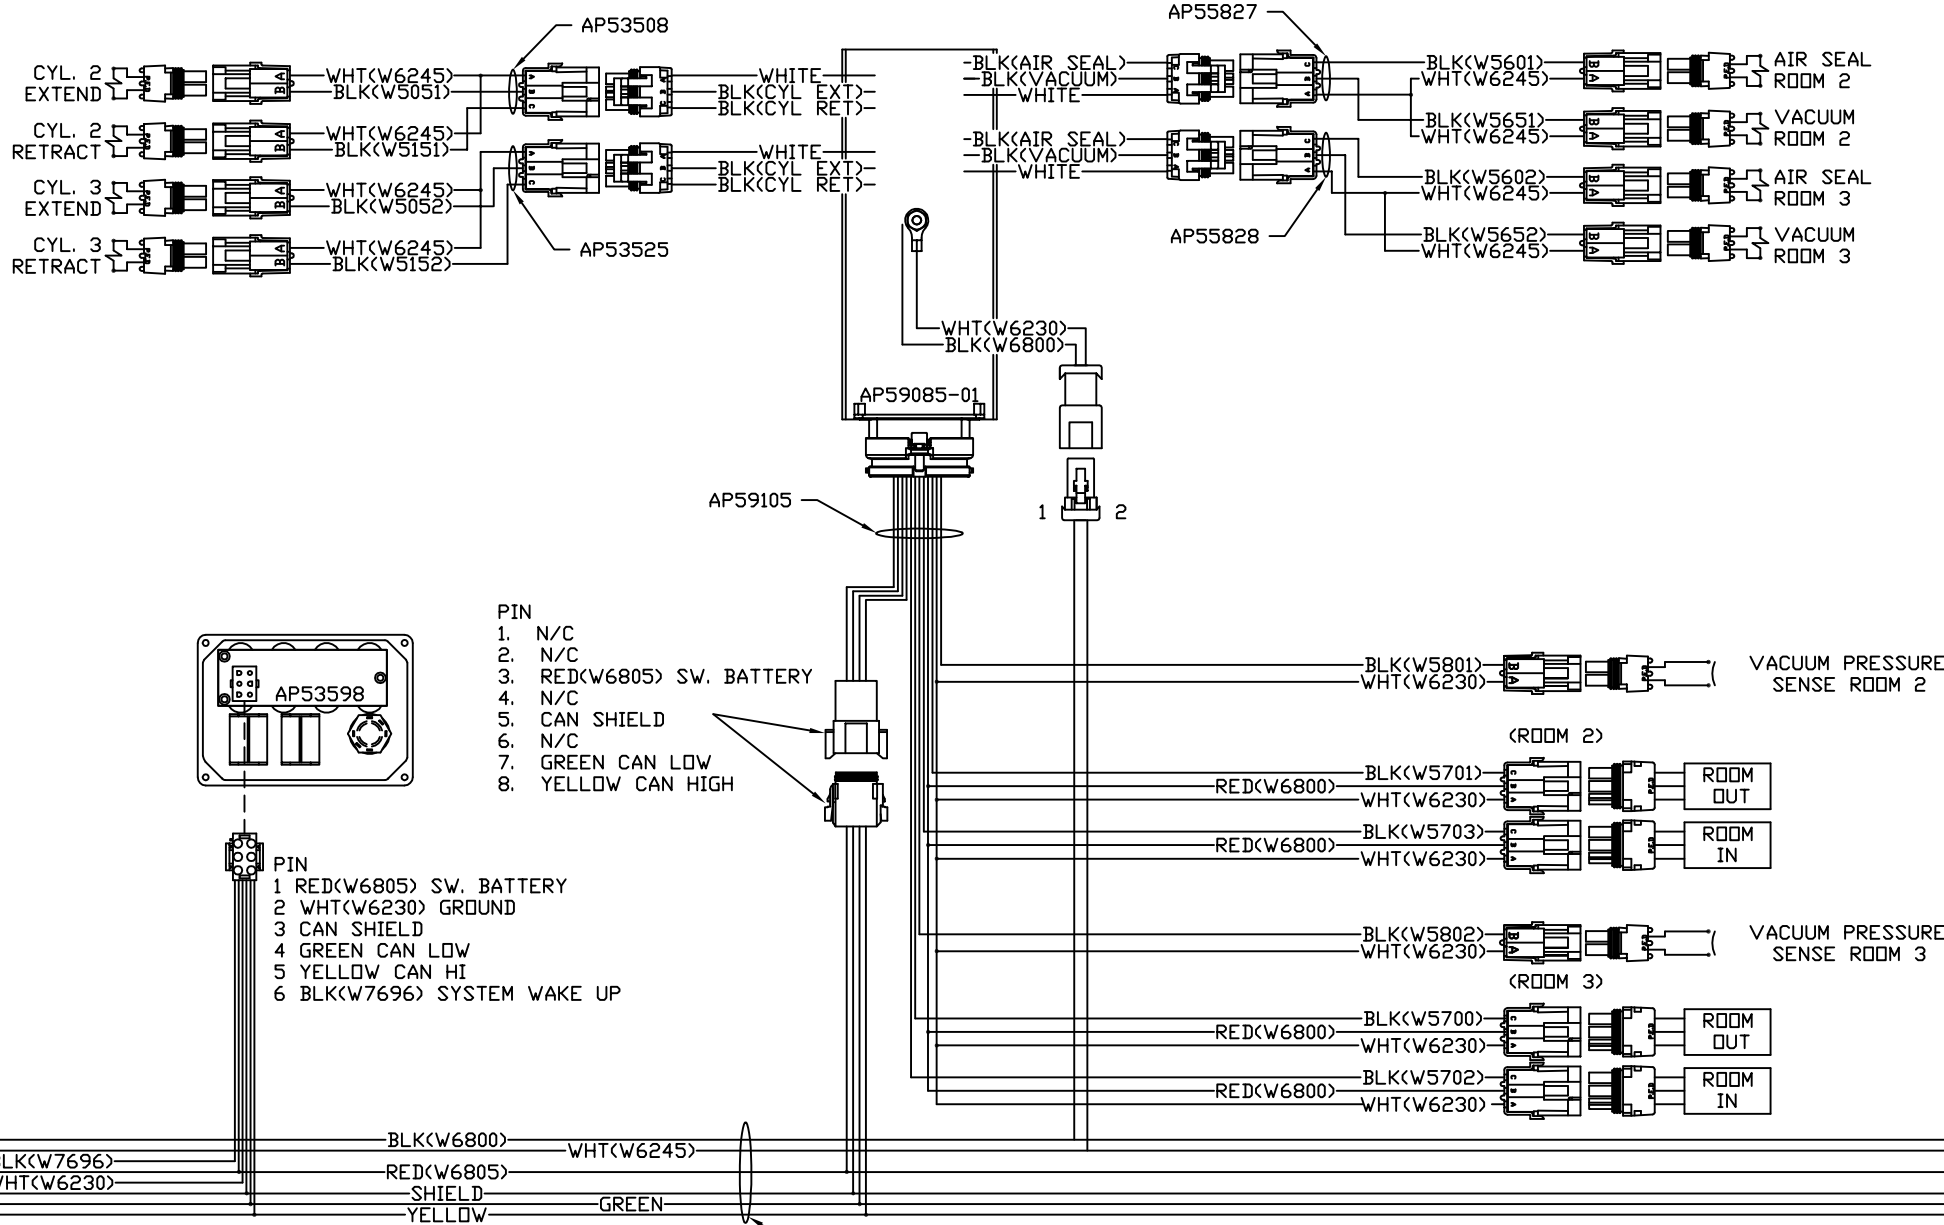 AP53508
CYL. 2
EXTEND
WHT(W6245)
BLK(W5051)
CYL. 2
RETRACT
WHT(W6245)
BLK(W5151)
CYL. 3
EXTEND
WHT(W6245)
BLK(W5052)
CYL. 3
RETRACT
WHT(W6245)
BLK(W5152)
AP53525
WHITE
BLK(CYL EXT)
BLK(CYL RET)
WHITE
BLK(CYL EXT)
BLK(CYL RET)
AP55827
BLK(AIR SEAL)
BLK(VACUUM)
WHITE
BLK(AIR SEAL)
BLK(VACUUM)
WHITE
AP55828
BLK(W5601)
WHT(W6245)
AIR SEAL
ROOM 2
BLK(W5651)
WHT(W6245)
VACUUM
ROOM 2
BLK(W5602)
WHT(W6245)
AIR SEAL
ROOM 3
BLK(W5652)
WHT(W6245)
VACUUM
ROOM 3
WHT(W6230)
BLK(W6800)
AP59085-01
AP59105
1 2
AP53598
PIN
1. N/C
2. N/C
3. RED(W6805) SW. BATTERY
4. N/C
5. CAN SHIELD
6. N/C
7. GREEN CAN LOW
8. YELLOW CAN HIGH
PIN
1 RED(W6805) SW. BATTERY
2 WHT(W6230) GROUND
3 CAN SHIELD
4 GREEN CAN LOW
5 YELLOW CAN HI
6 BLK(W7696) SYSTEM WAKE UP
BLK(W5801)
WHT(W6230)
VACUUM PRESSURE
SENSE ROOM 2
(ROOM 2)
BLK(W5701)
RED(W6800)
WHT(W6230)
ROOM
OUT
BLK(W5703)
RED(W6800)
WHT(W6230)
ROOM
IN
BLK(W5802)
WHT(W6230)
VACUUM PRESSURE
SENSE ROOM 3
(ROOM 3)
BLK(W5700)
RED(W6800)
WHT(W6230)
ROOM
OUT
BLK(W5702)
RED(W6800)
WHT(W6230)
ROOM
IN
BLK(W6800)
WHT(W6245)
LK(W7696)
RED(W6805)
HT(W6230)
SHIELD
GREEN
YELLOW